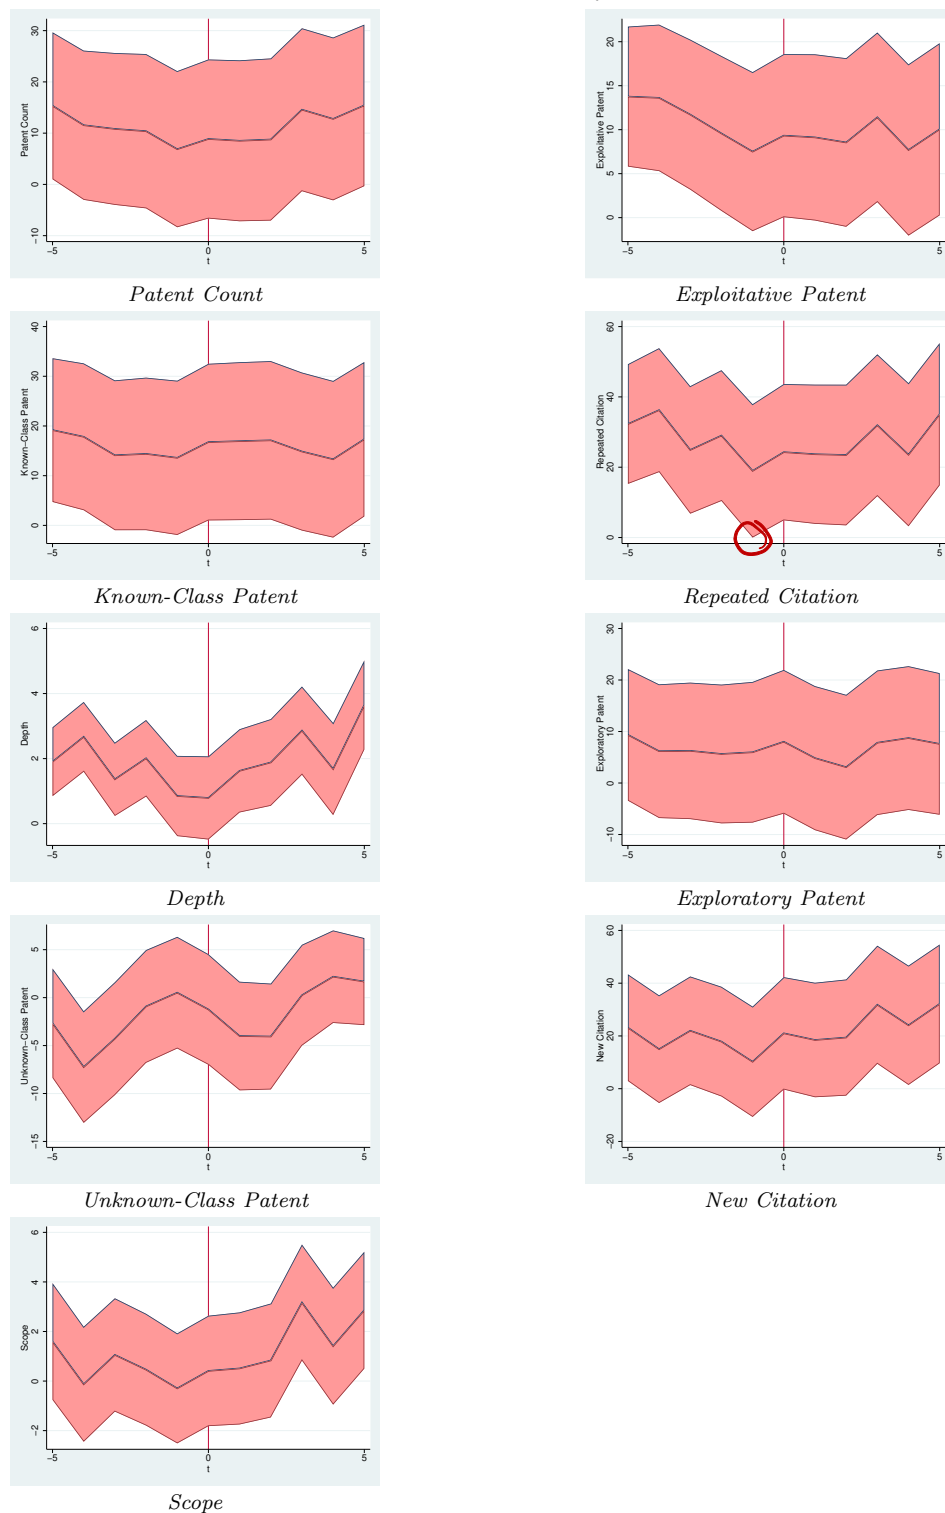 30
20
10
0
−10
Patent Count
−5 0 5
t
Patent Count
20
15
10
5
0
Exploitative Patent
−5 0 5
t
Exploitative Patent
40
30
20
10
0
Known−Class Patent
−5 0 5
t
Known-Class Patent
60
40
20
0
Repeated Citation
−5 0 5
t
Repeated Citation
6
4
2
0
Depth
−5 0 5
t
Depth
30
20
10
0
−10
Exploratory Patent
−5 0 5
t
Exploratory Patent
5
0
−5
−10
−15
Unknown−Class Patent
−5 0 5
t
Unknown-Class Patent
60
40
20
0
−20
New Citation
−5 0 5
t
New Citation
6
4
2
0
−2
Scope
−5 0 5
t
Scope